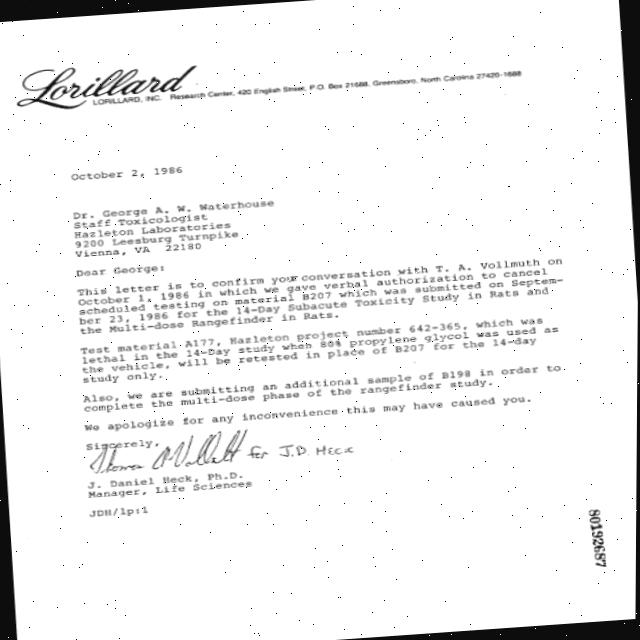 Lorillard
LORILLARD, INC. Research Center, 420 English Street, P.O. Box 21688, Greensboro, North Carolina 27420-1688
October 2, 1986
Dr. George A. W. Waterhouse
Staff Toxicologist
Hazleton Laboratories
9200 Leesburg Turnpike
Vienna, VA 22180
Dear George:
This letter is to confirm your conversation with T. A. Vollmuth on
October 1, 1986 in which we gave verbal authorization to cancel
scheduled testing on material B207 which was submitted on Septem-
ber 23, 1986 for the 14-Day Subacute Toxicity Study in Rats and
the Multi-dose Rangefinder in Rats.
Test material A177, Hazleton project number 642-365, which was
lethal in the 14-Day study when 80% propylene glycol was used as
the vehicle, will be retested in place of B207 for the 14-day
study only.
Also, we are submitting an additional sample of B198 in order to
complete the multi-dose phase of the rangefinder study.
We apologize for any inconvenience this may have caused you.
Sincerely,
Thomas A Vollmuth for J.D. Heck
J. Daniel Heck, Ph.D.
Manager, Life Sciences
JDH/lp:1
80192687